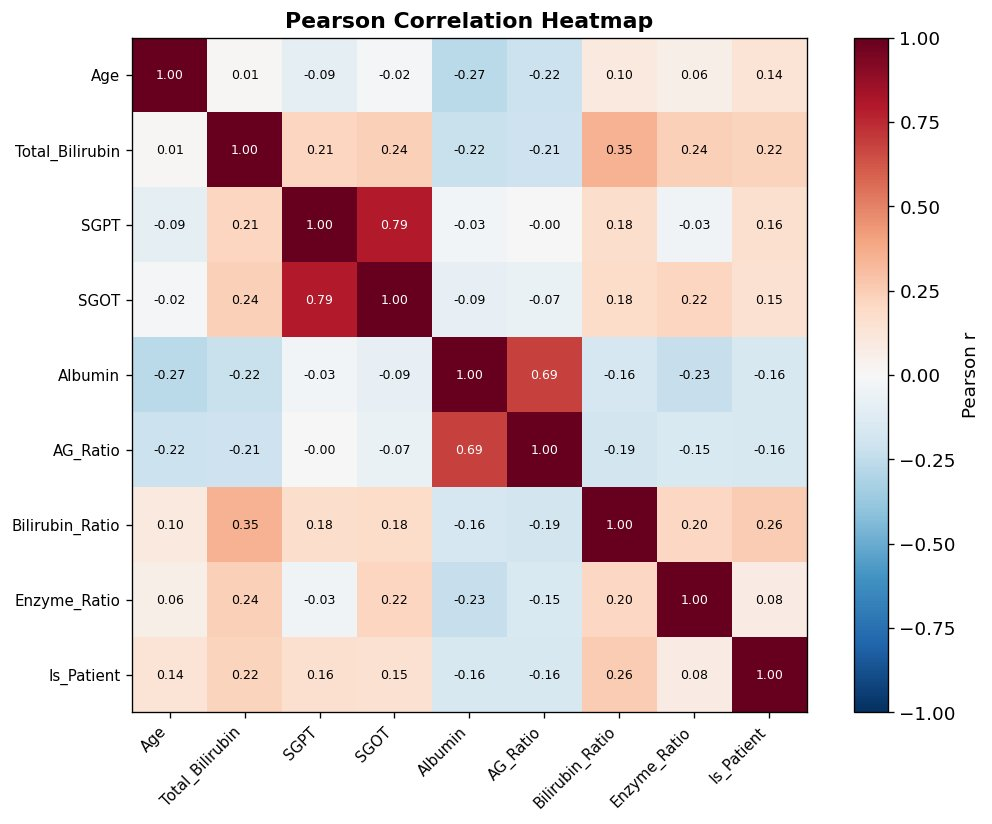 Pearson Correlation Heatmap
Age 1.00 0.01 -0.09 -0.02 -0.27 -0.22 0.10 0.06 0.14
Total_Bilirubin 0.01 1.00 0.21 0.24 -0.22 -0.21 0.35 0.24 0.22
SGPT -0.09 0.21 1.00 0.79 -0.03 -0.00 0.18 -0.03 0.16
SGOT -0.02 0.24 0.79 1.00 -0.09 -0.07 0.18 0.22 0.15
Albumin -0.27 -0.22 -0.03 -0.09 1.00 0.69 -0.16 -0.23 -0.16
AG_Ratio -0.22 -0.21 -0.00 -0.07 0.69 1.00 -0.19 -0.15 -0.16
Bilirubin_Ratio 0.10 0.35 0.18 0.18 -0.16 -0.19 1.00 0.20 0.26
Enzyme_Ratio 0.06 0.24 -0.03 0.22 -0.23 -0.15 0.20 1.00 0.08
Is_Patient 0.14 0.22 0.16 0.15 -0.16 -0.16 0.26 0.08 1.00
Age Total_Bilirubin SGPT SGOT Albumin AG_Ratio Bilirubin_Ratio Enzyme_Ratio Is_Patient
1.00
0.75
0.50
0.25
0.00
−0.25
−0.50
−0.75
−1.00
Pearson r